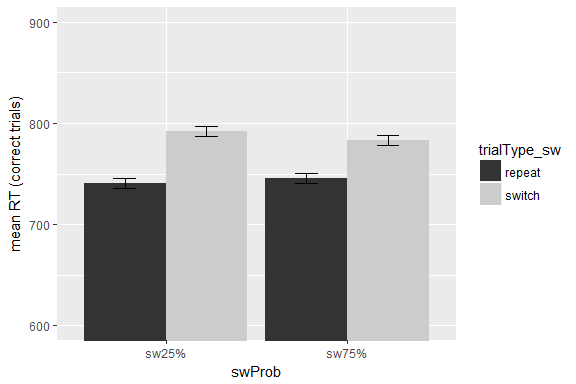 900
800
700
600
mean RT (correct trials)
sw25%
sw75%
swProb
trialType_sw
repeat
switch